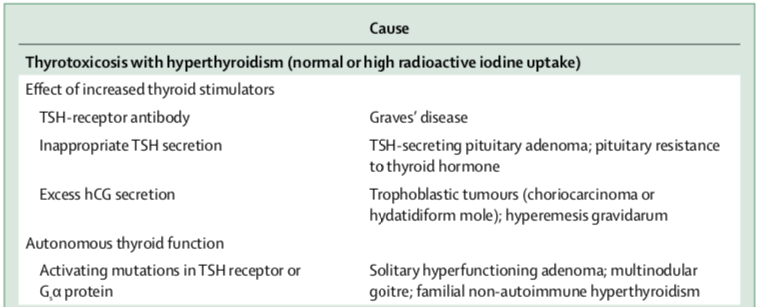 Cause
Thyrotoxicosis with hyperthyroidism (normal or high radioactive iodine uptake)
Effect of increased thyroid stimulators
TSH-receptor antibody Graves’ disease
Inappropriate TSH secretion TSH-secreting pituitary adenoma; pituitary resistance
to thyroid hormone
Excess hCG secretion Trophoblastic tumours (choriocarcinoma or
hydatidiform mole); hyperemesis gravidarum
Autonomous thyroid function
Activating mutations in TSH receptor or Solitary hyperfunctioning adenoma; multinodular
Gsα protein goitre; familial non-autoimmune hyperthyroidism